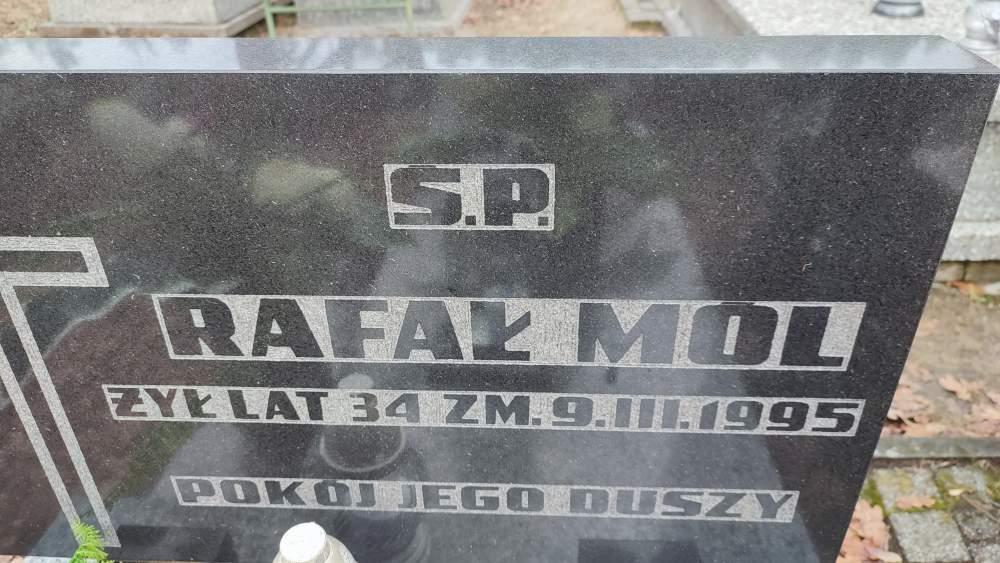 S.P.
RAFAŁ MOL
ŻYŁ LAT 34 ZM. 9.III.1995
POKÓJ JEGO DUSZY